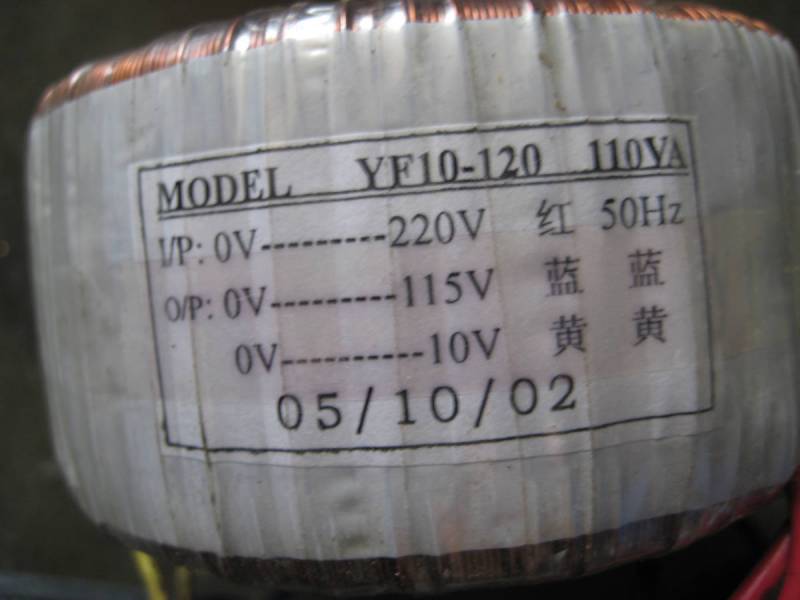 MODEL YF10-120 110VA
I/P: 0V---------220V 红 50Hz
O/P: 0V---------115V 蓝 蓝
0V----------10V 黄 黄
05/10/02